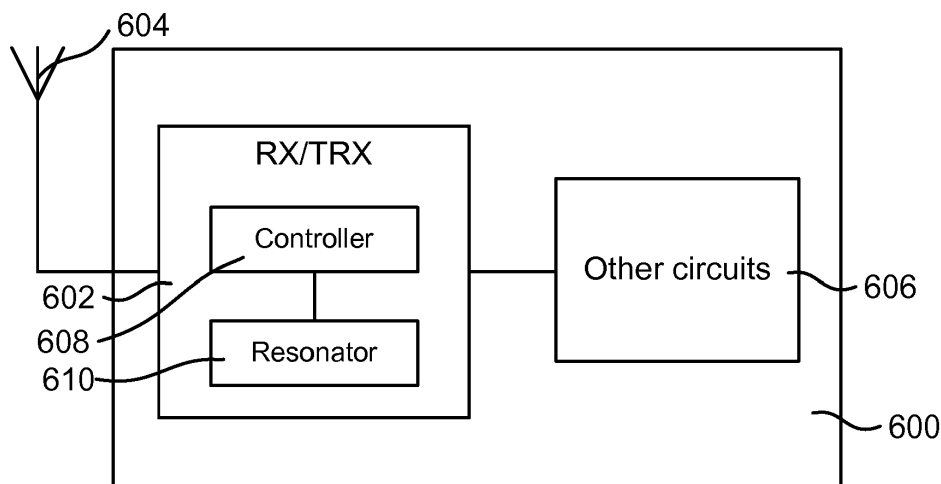 604
RX/TRX
Controller
Other circuits
602
606
608
Resonator
610
600